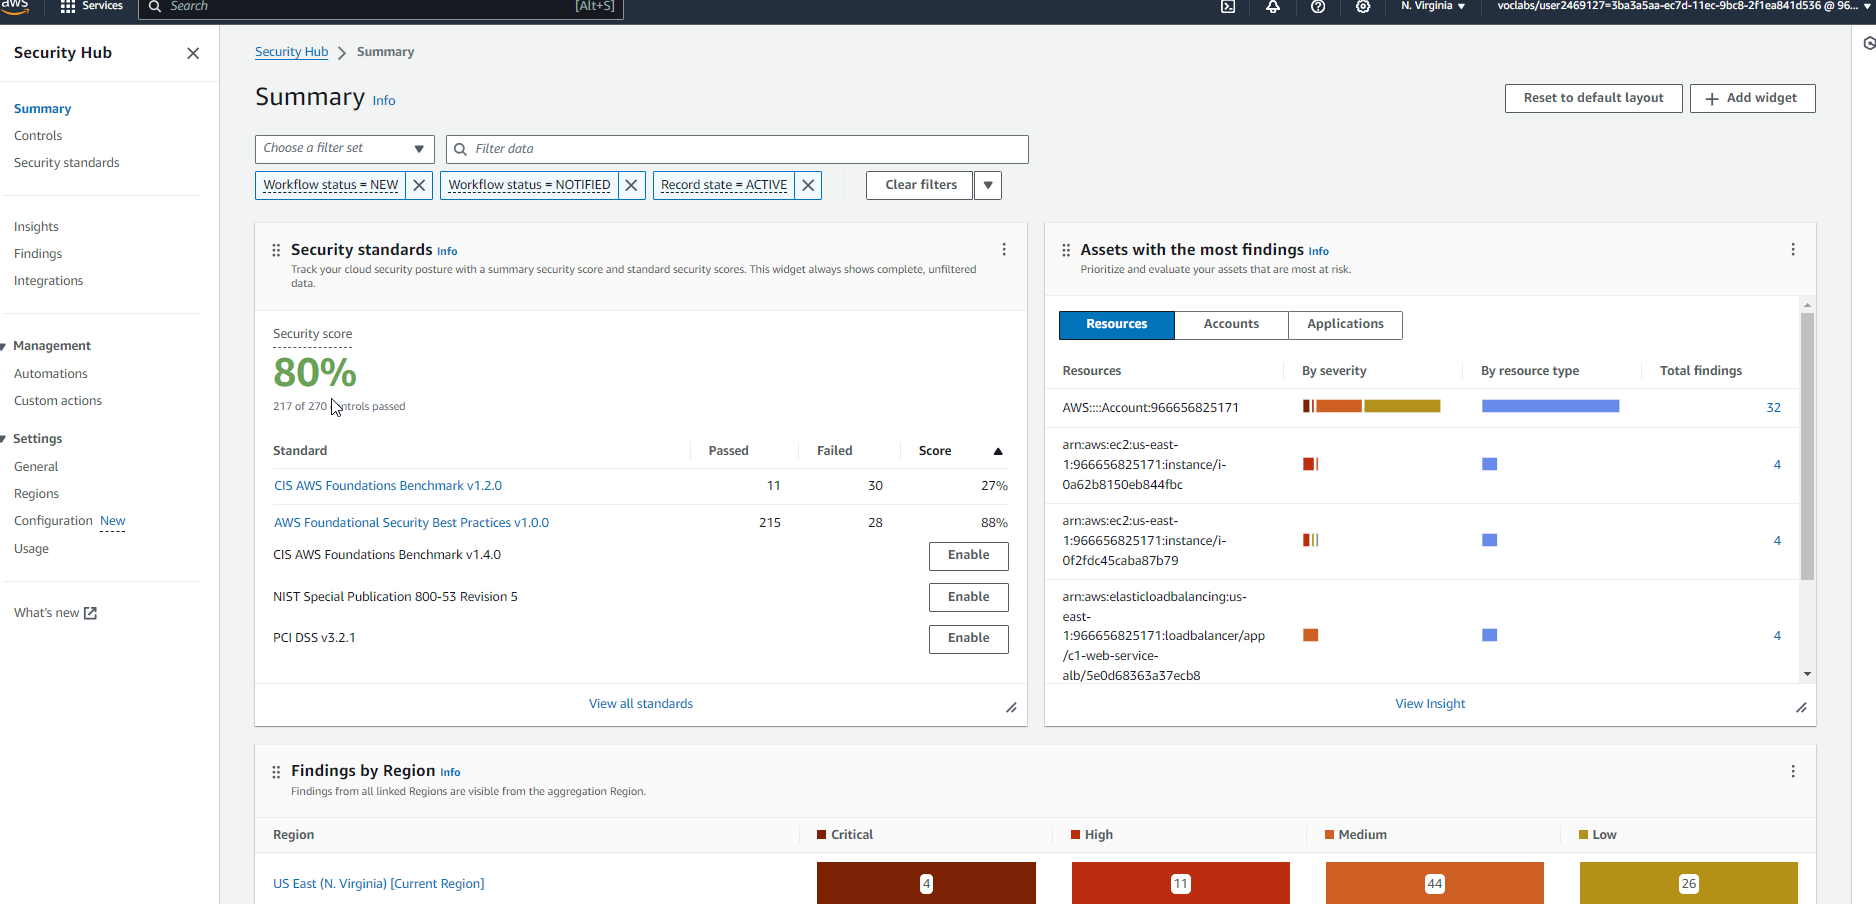 aws
Services
Search
[Alt+S]
N. Virginia
voclabs/user2469127=3ba3a5aa-ec7d-11ec-9bc8-2f1ea841d536 @ 96...
Security Hub
Summary
Controls
Security standards
Insights
Findings
Integrations
Management
Automations
Custom actions
Settings
General
Regions
Configuration New
Usage
What's new
Security Hub > Summary
Summary Info
Reset to default layout
+ Add widget
Choose a filter set
Filter data
Workflow status = NEW
Workflow status = NOTIFIED
Record state = ACTIVE
Clear filters
Security standards Info
Track your cloud security posture with a summary security score and standard security scores. This widget always shows complete, unfiltered
data.
Security score
80%
217 of 270 passed
Standard Passed Failed Score
CIS AWS Foundations Benchmark v1.2.0 11 30 27%
AWS Foundational Security Best Practices v1.0.0 215 28 88%
CIS AWS Foundations Benchmark v1.4.0 Enable
NIST Special Publication 800-53 Revision 5 Enable
PCI DSS v3.2.1 Enable
View all standards
Assets with the most findings Info
Prioritize and evaluate your assets that are most at risk.
Resources Accounts Applications
Resources By severity By resource type Total findings
AWS::::Account:966656825171 32
arn:aws:ec2:us-east-
1:966656825171:instance/i-
0a62b8150eb844fbc
4
arn:aws:ec2:us-east-
1:966656825171:instance/i-
0f2fdc45caba87b79
4
arn:aws:elasticloadbalancing:us-
east-
1:966656825171:loadbalancer/app
/c1-web-service-
alb/5e0d68363a37ecb8
4
View Insight
Findings by Region Info
Findings from all linked Regions are visible from the aggregation Region.
Region Critical High Medium Low
US East (N. Virginia) [Current Region] 4 11 44 26